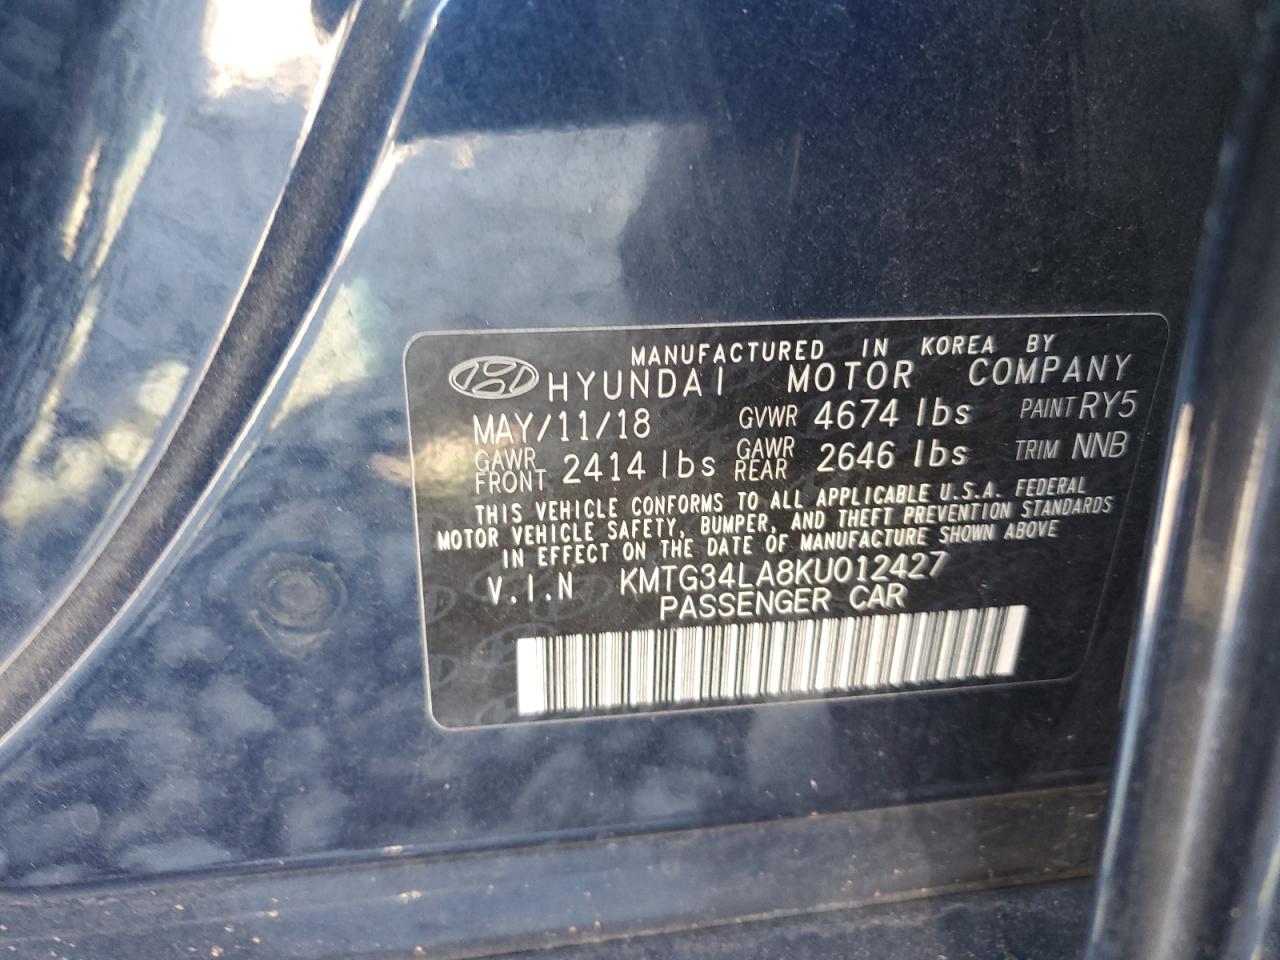 MANUFACTURED IN KOREA BY
HYUNDAI MOTOR COMPANY
MAY/11/18 GVWR 4674 lbs PAINT RY5
GAWR FRONT 2414 lbs GAWR REAR 2646 lbs TRIM NNB
THIS VEHICLE CONFORMS TO ALL APPLICABLE U.S.A. FEDERAL
MOTOR VEHICLE SAFETY, BUMPER, AND THEFT PREVENTION STANDARDS
IN EFFECT ON THE DATE OF MANUFACTURE SHOWN ABOVE
V.I.N KMTG34LA8KU012427
PASSENGER CAR